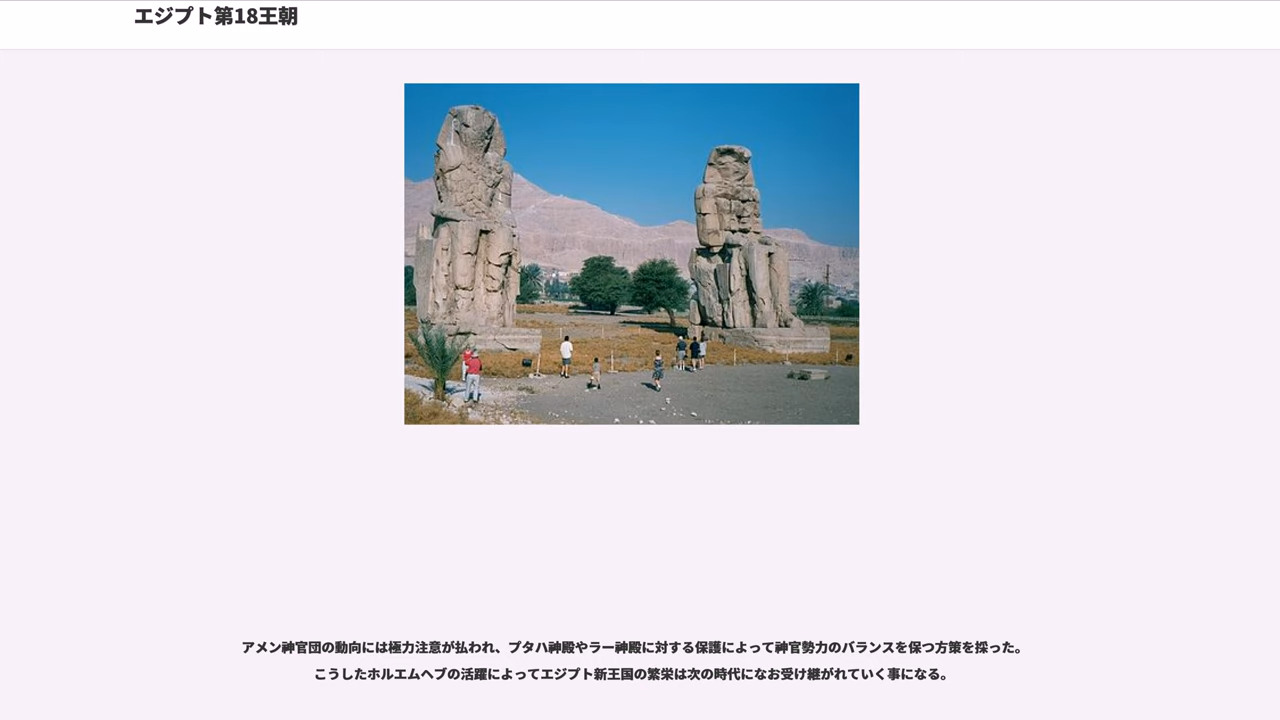 エジプト第18王朝
アメン神官団の動向には極力注意が払われ、プタハ神殿やラー神殿に対する保護によって神官勢力のバランスを保つ方策を採った。
こうしたホルエムヘブの活躍によってエジプト新王国の繁栄は次の時代になお受け継がれていく事になる。